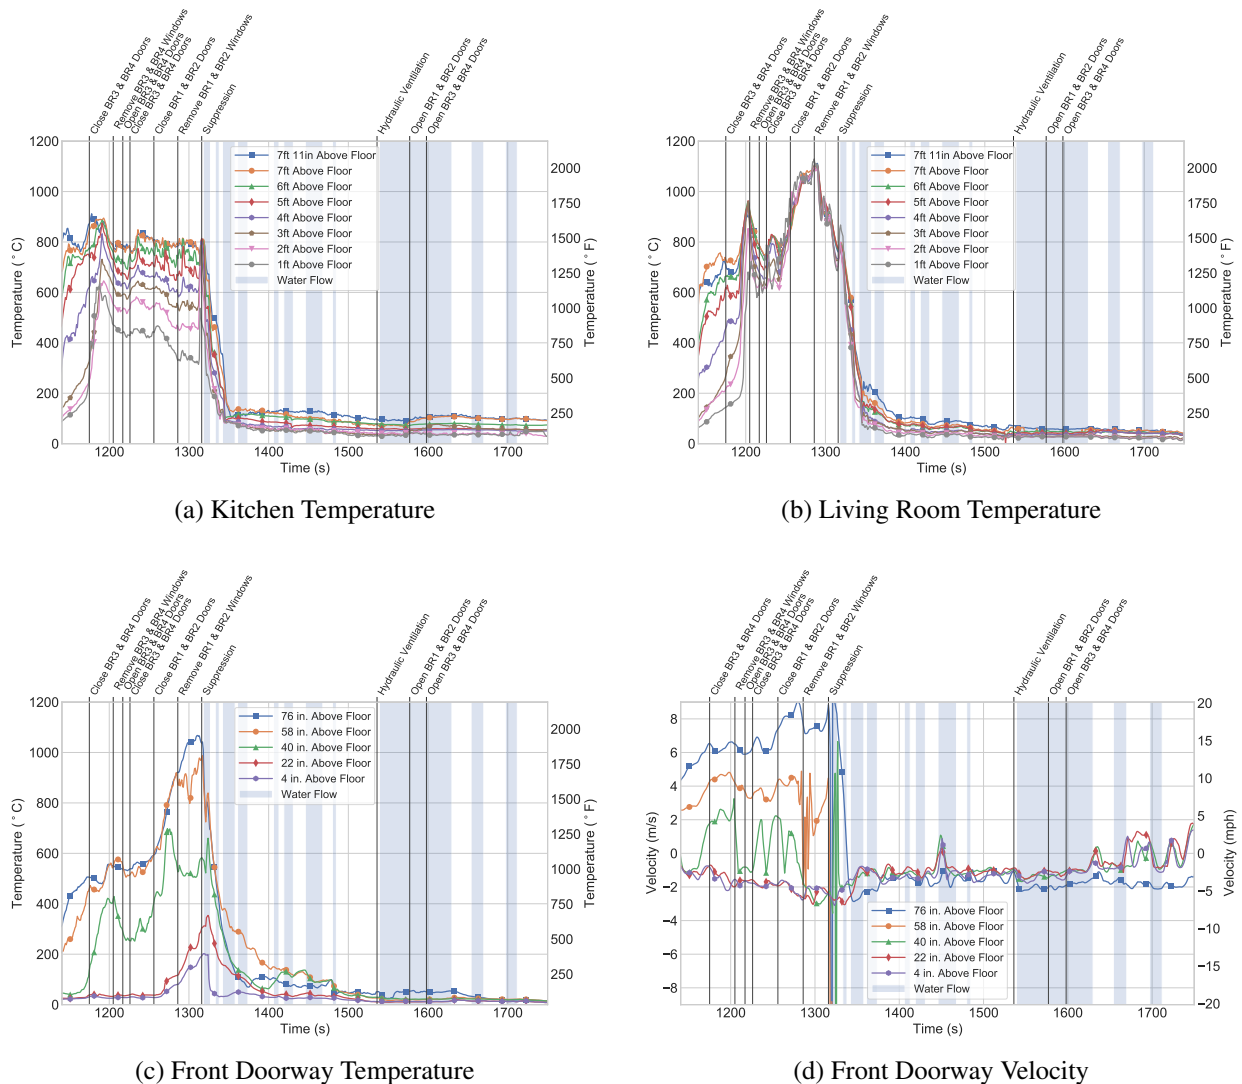 Close BR3 & BR4 Doors
Remove BR3 & BR4 Windows
Open BR3 & BR4 Doors
Close BR3 & BR4 Doors
Close BR1 & BR2 Doors
Remove BR1 & BR2 Windows
Suppression
Hydraulic Ventilation
Open BR1 & BR2 Doors
Open BR3 & BR4 Doors
1200
1000
800
600
400
200
0
Temperature (°C)
7ft 11in Above Floor
7ft Above Floor
6ft Above Floor
5ft Above Floor
4ft Above Floor
3ft Above Floor
2ft Above Floor
1ft Above Floor
Water Flow
2000
1750
1500
1250
1000
750
500
250
Temperature (°F)
1200 1300 1400 1500 1600 1700
Time (s)
(a) Kitchen Temperature
Close BR3 & BR4 Doors
Remove BR3 & BR4 Windows
Open BR3 & BR4 Doors
Close BR3 & BR4 Doors
Close BR1 & BR2 Doors
Remove BR1 & BR2 Windows
Suppression
Hydraulic Ventilation
Open BR1 & BR2 Doors
Open BR3 & BR4 Doors
1200
1000
800
600
400
200
0
Temperature (°C)
7ft 11in Above Floor
7ft Above Floor
6ft Above Floor
5ft Above Floor
4ft Above Floor
3ft Above Floor
2ft Above Floor
1ft Above Floor
Water Flow
2000
1750
1500
1250
1000
750
500
250
Temperature (°F)
1200 1300 1400 1500 1600 1700
Time (s)
(b) Living Room Temperature
Close BR3 & BR4 Doors
Remove BR3 & BR4 Windows
Open BR3 & BR4 Doors
Close BR3 & BR4 Doors
Close BR1 & BR2 Doors
Remove BR1 & BR2 Windows
Suppression
Hydraulic Ventilation
Open BR1 & BR2 Doors
Open BR3 & BR4 Doors
1200
1000
800
600
400
200
0
Temperature (°C)
76 in. Above Floor
58 in. Above Floor
40 in. Above Floor
22 in. Above Floor
4 in. Above Floor
Water Flow
2000
1750
1500
1250
1000
750
500
250
Temperature (°F)
1200 1300 1400 1500 1600 1700
Time (s)
(c) Front Doorway Temperature
Close BR3 & BR4 Doors
Remove BR3 & BR4 Windows
Open BR3 & BR4 Doors
Close BR3 & BR4 Doors
Close BR1 & BR2 Doors
Remove BR1 & BR2 Windows
Suppression
Hydraulic Ventilation
Open BR1 & BR2 Doors
Open BR3 & BR4 Doors
8
6
4
2
0
−2
−4
−6
−8
Velocity (m/s)
76 in. Above Floor
58 in. Above Floor
40 in. Above Floor
22 in. Above Floor
4 in. Above Floor
Water Flow
20
15
10
5
0
−5
−10
−15
−20
Velocity (mph)
1200 1300 1400 1500 1600 1700
Time (s)
(d) Front Doorway Velocity